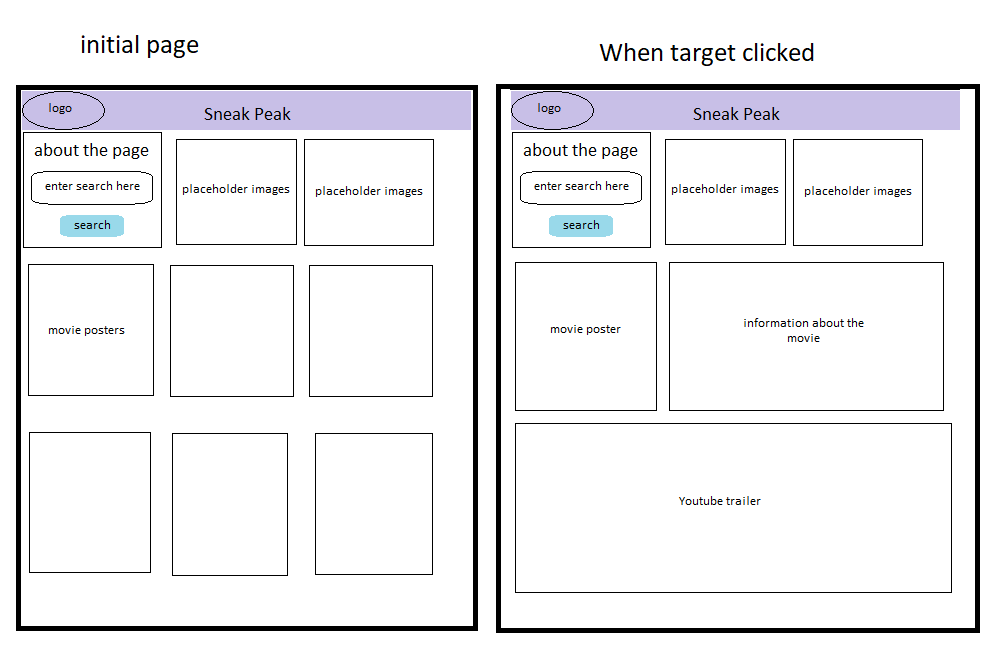 initial page
logo
Sneak Peak
about the page
enter search here
search
placeholder images
placeholder images
movie posters
When target clicked
logo
Sneak Peak
about the page
enter search here
search
placeholder images
placeholder images
movie poster
information about the
movie
Youtube trailer